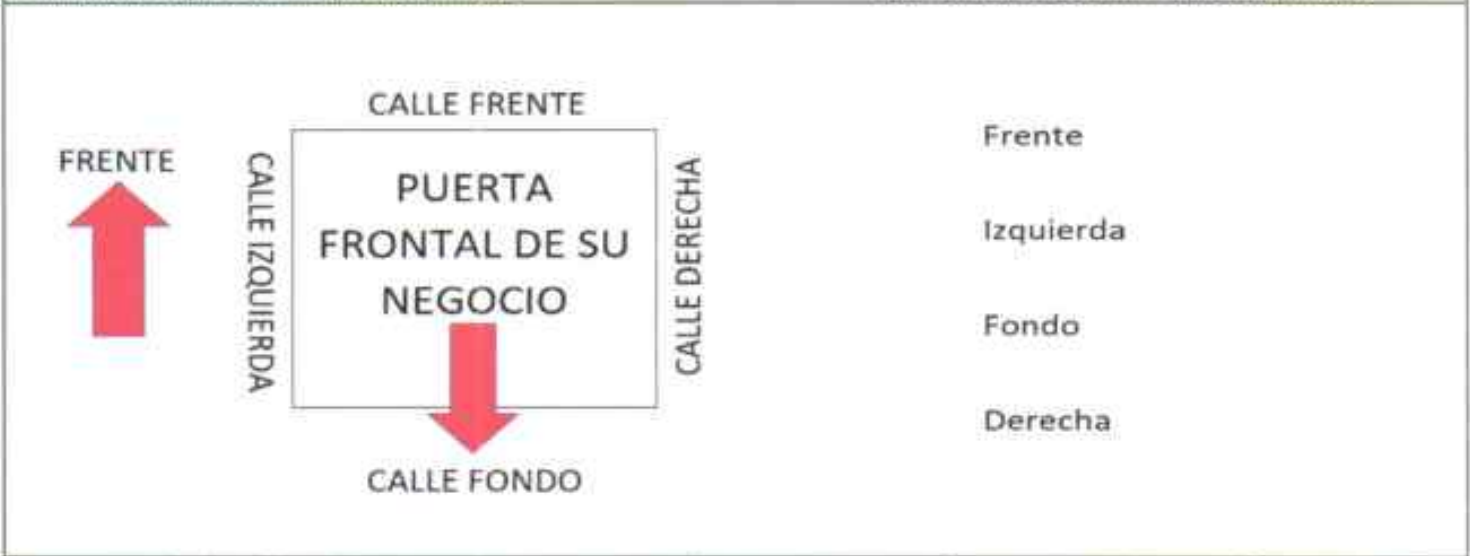 FRENTE
CALLE FRENTE
CALLE IZQUIERDA
PUERTA
FRONTAL DE SU
NEGOCIO
CALLE DERECHA
CALLE FONDO
Frente
Izquierda
Fondo
Derecha